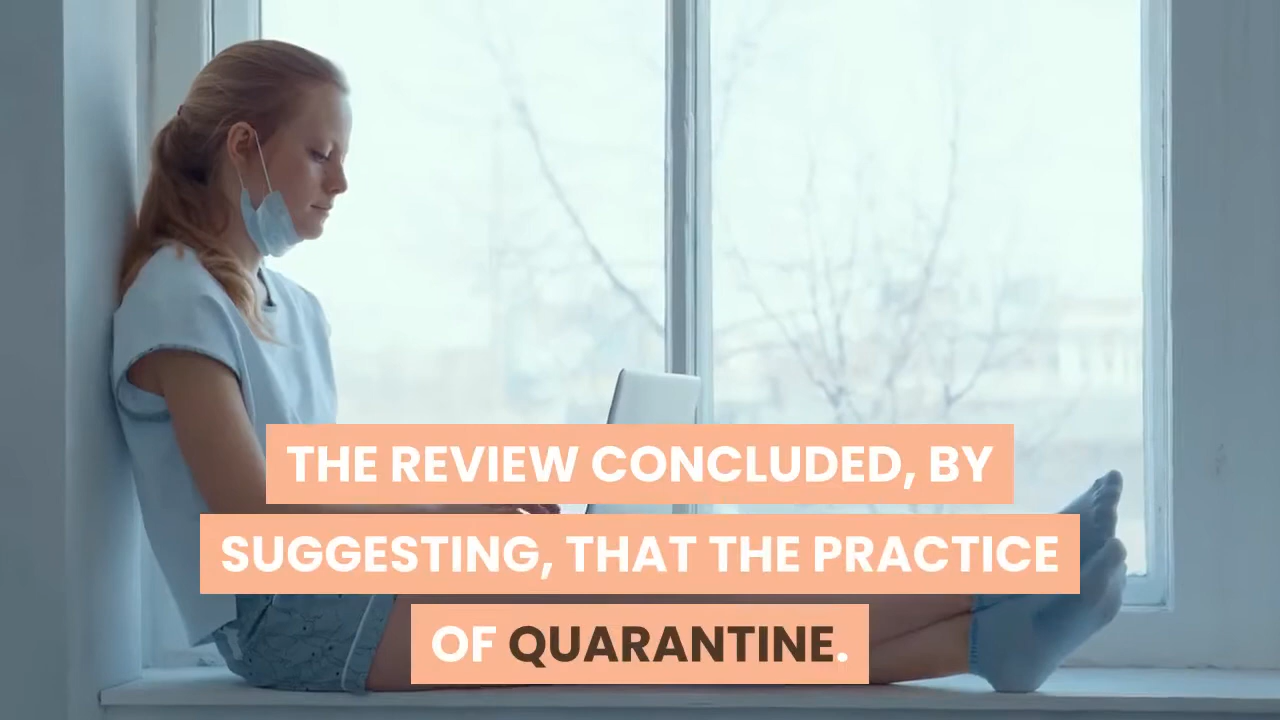 THE REVIEW CONCLUDED, BY
SUGGESTING, THAT THE PRACTICE
OF QUARANTINE.